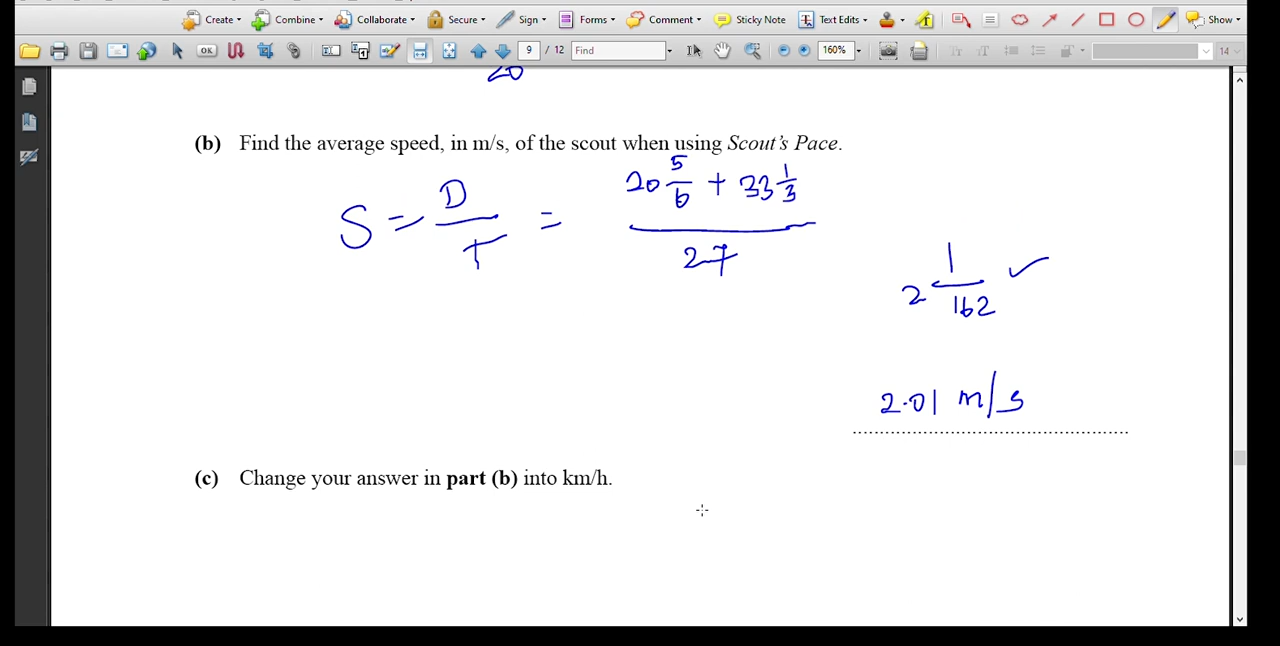 Create Combine Collaborate Secure Sign Forms Comment Sticky Note Text Edits Show
OK 9 / 12 Find 160% 14
20
(b) Find the average speed, in m/s, of the scout when using Scout's Pace.
S = D/T = (20 5/6 + 33 1/3)/27
2 1/162 ✓
2.01 m/s
(c) Change your answer in part (b) into km/h.